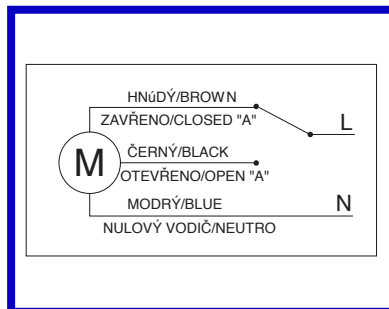 HNúDÝ/BROWN
ZAVŘENO/CLOSED "A"
L
M
ČERNÝ/BLACK
OTEVŘENO/OPEN "A"
MODRÝ/BLUE
N
NULOVÝ VODIČ/NEUTRO